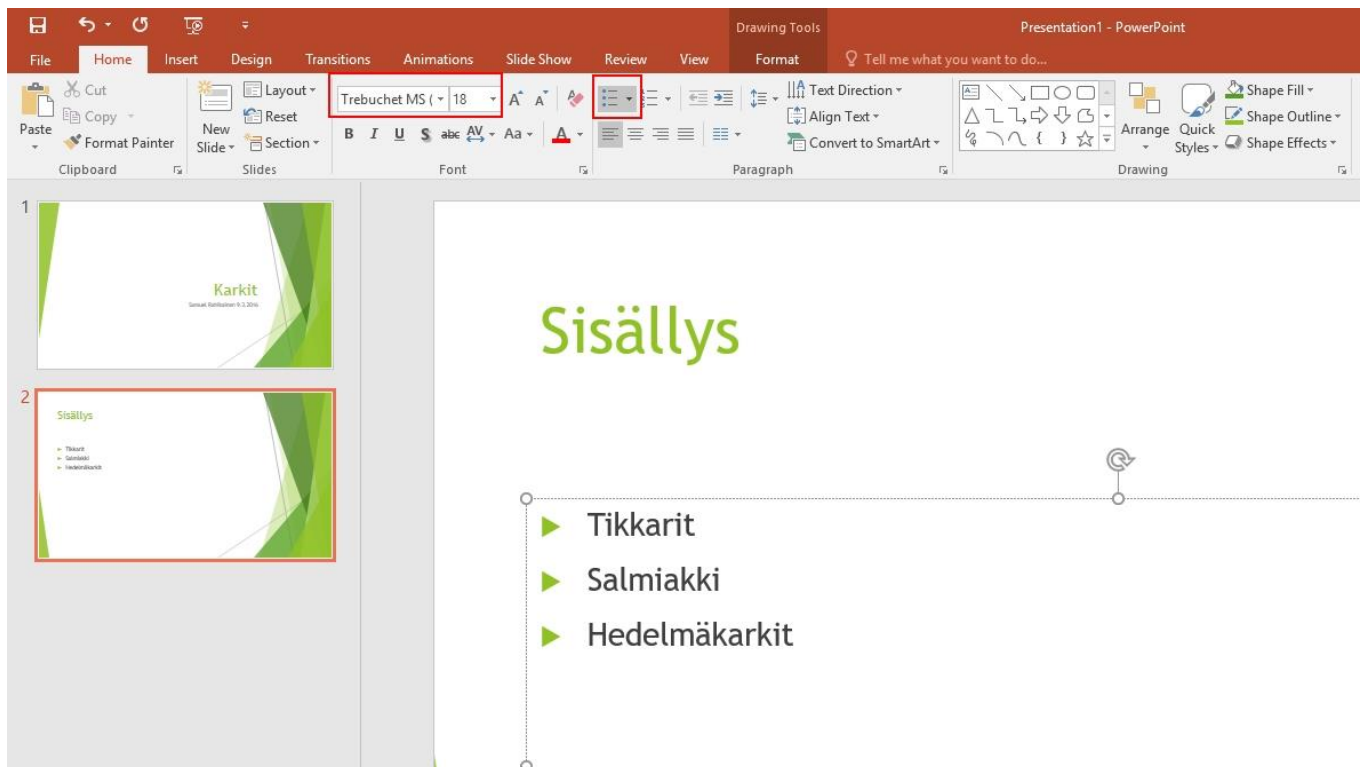 Drawing Tools
Presentation1 - PowerPoint
File Home Insert Design Transitions Animations Slide Show Review View Format Tell me what you want to do...
Paste
Cut
Copy
Format Painter
Clipboard
New Slide
Layout
Reset
Section
Slides
Trebuchet MS ( 18
B I U S abc AV Aa A
Font
Text Direction
Align Text
Convert to SmartArt
Paragraph
Arrange
Quick Styles
Shape Fill
Shape Outline
Shape Effects
Drawing
1
Karkit
2
Sisällys
Tikkarit
Salmiakki
Hedelmäkarkit
Sisällys
Tikkarit
Salmiakki
Hedelmäkarkit